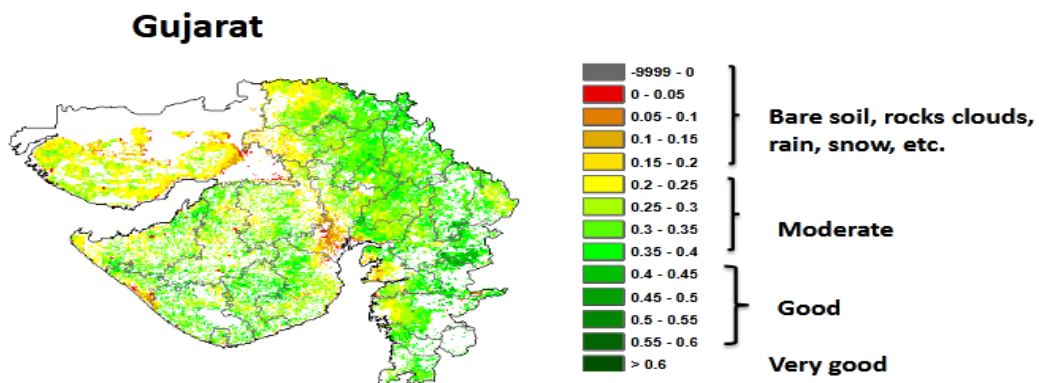 Gujarat
-9999 - 0
0 - 0.05
0.05 - 0.1
0.1 - 0.15
0.15 - 0.2
0.2 - 0.25
0.25 - 0.3
0.3 - 0.35
0.35 - 0.4
0.4 - 0.45
0.45 - 0.5
0.5 - 0.55
0.55 - 0.6
> 0.6
Bare soil, rocks clouds,
rain, snow, etc.
Moderate
Good
Very good